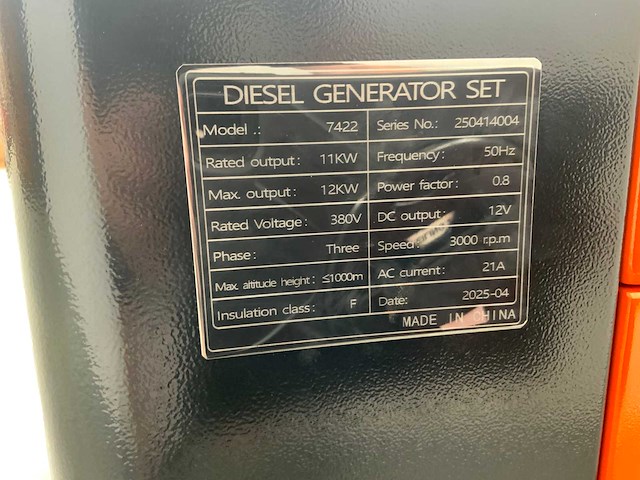 DIESEL GENERATOR SET
Model .: 7422 Series No.: 250414004
Rated output: 11KW Frequency: 50Hz
Max. output: 12KW Power factor: 0.8
Rated Voltage: 380V DC output: 12V
Phase: Three Speed: 3000 r.p.m
Max. altitude height: ≤1000m AC current: 21A
Insulation class: F Date: 2025-04
MADE IN CHINA